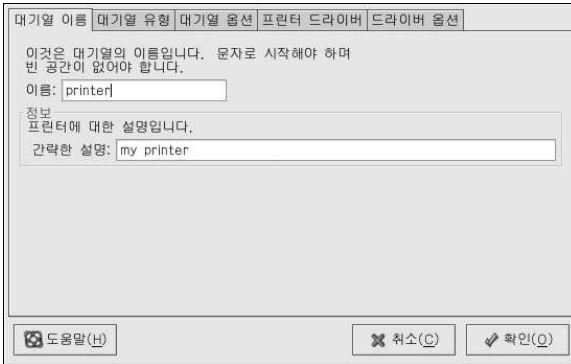 대기열 이름 대기열 유형 대기열 옵션 프린터 드라이버 드라이버 옵션
이것은 대기열의 이름입니다. 문자로 시작해야 하며
빈 공간이 없어야 합니다.
이름: printer
정보
프린터에 대한 설명입니다.
간략한 설명: my printer
도움말(H) 취소(C) 확인(O)